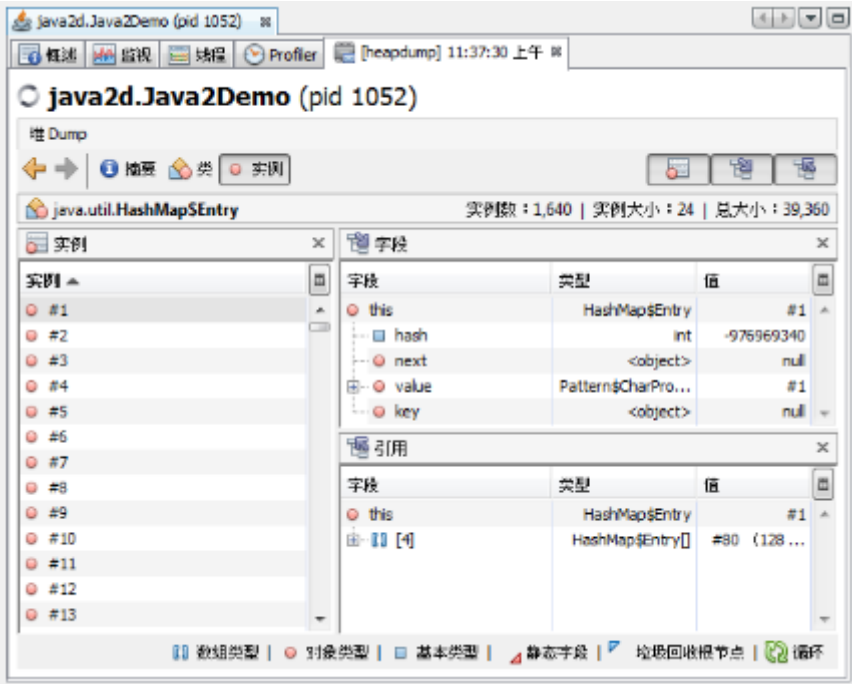 java2d.Java2Demo (pid 1052)
概述 监视 线程 Profiler [heapdump] 11:37:30 上午
java2d.Java2Demo (pid 1052)
堆 Dump
摘要 类 实例
java.util.HashMap$Entry 实例数：1,640 | 实例大小：24 | 总大小：39,360
实例
实例
#1
#2
#3
#4
#5
#6
#7
#8
#9
#10
#11
#12
#13
字段
字段 类型 值
this HashMap$Entry #1
hash int -976969340
next <object> null
value Pattern$CharPro... #1
key <object> null
引用
字段 类型 值
this HashMap$Entry #1
[4] HashMap$Entry[] #80 (128 ...
数组类型 | 对象类型 | 基本类型 | 静态字段 | 垃圾回收根节点 | 循环